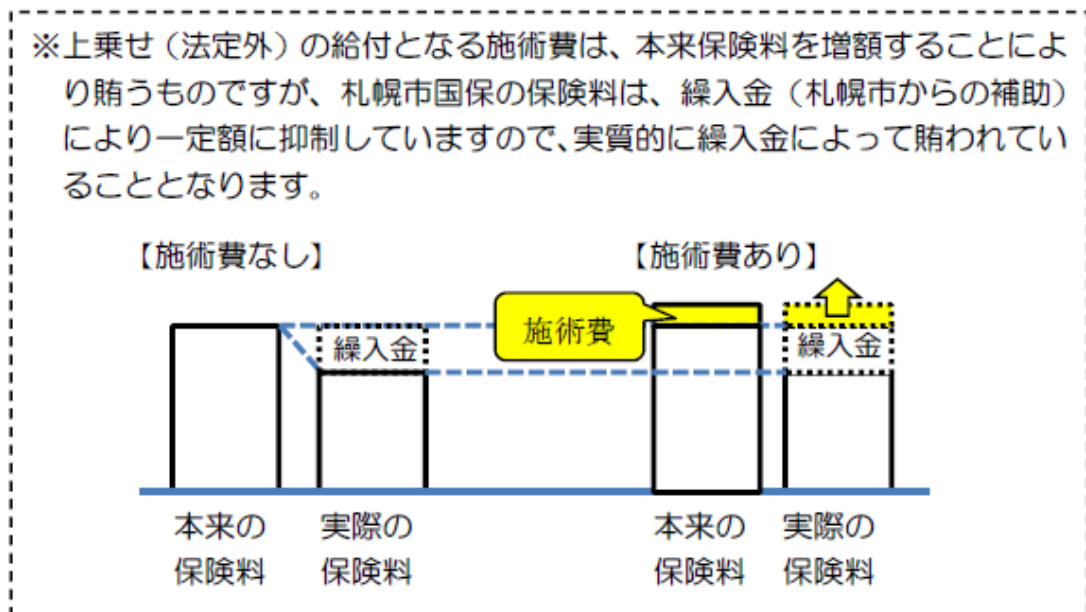 ※上乗せ（法定外）の給付となる施術費は、本来保険料を増額することによ
り賄うものですが、札幌市国保の保険料は、繰入金（札幌市からの補助）
により一定額に抑制していますので、実質的に繰入金によって賄われてい
ることとなります。
【施術費なし】
【施術費あり】
施術費
繰入金
繰入金
本来の
保険料
実際の
保険料
本来の
保険料
実際の
保険料